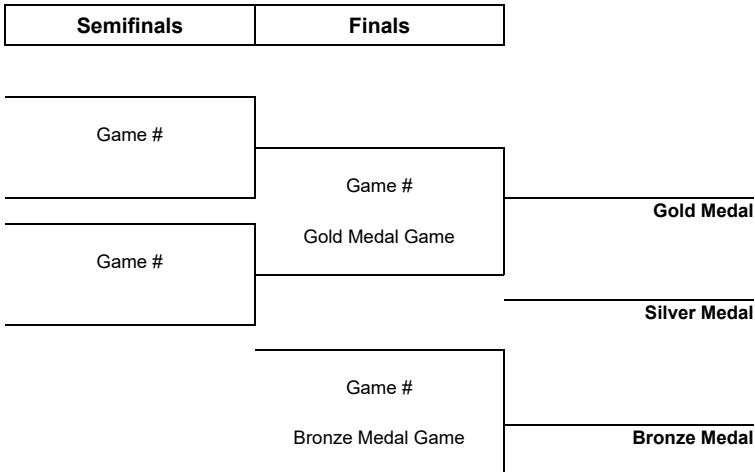 Semifinals Finals
Game #
Game #
Gold Medal Game
Gold Medal
Game #
Silver Medal
Game #
Bronze Medal Game
Bronze Medal